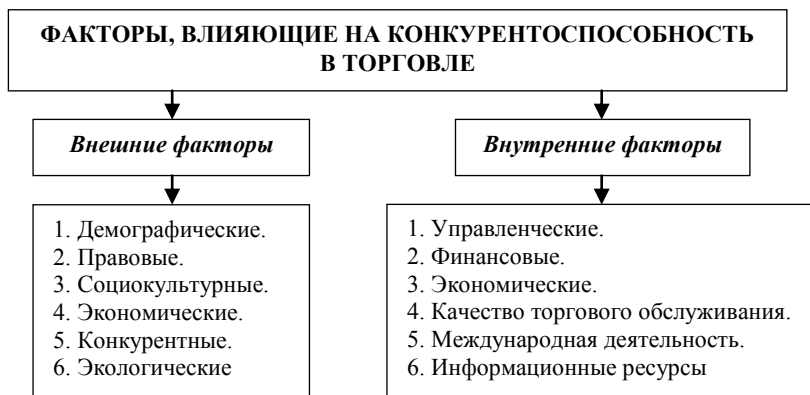 ФАКТОРЫ, ВЛИЯЮЩИЕ НА КОНКУРЕНТОСПОСОБНОСТЬ
В ТОРГОВЛЕ
Внешние факторы
1. Демографические.
2. Правовые.
3. Социокультурные.
4. Экономические.
5. Конкурентные.
6. Экологические
Внутренние факторы
1. Управленческие.
2. Финансовые.
3. Экономические.
4. Качество торгового обслуживания.
5. Международная деятельность.
6. Информационные ресурсы